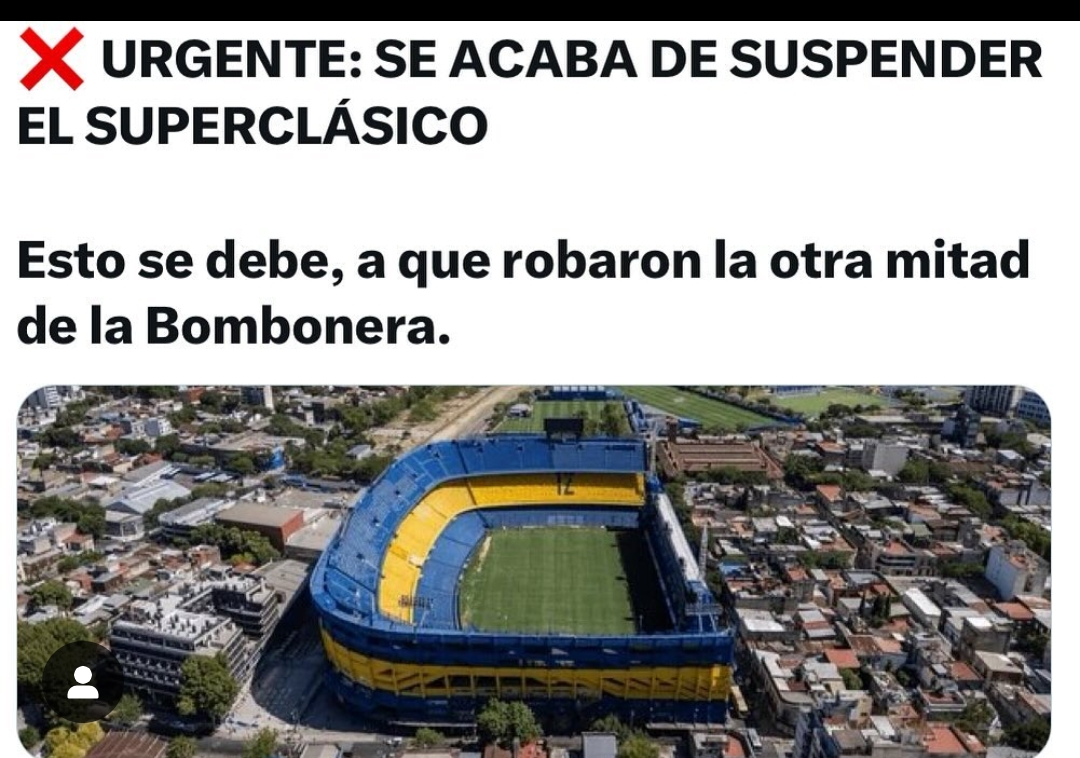 ❌ URGENTE: SE ACABA DE SUSPENDER
EL SUPERCLÁSICO
Esto se debe, a que robaron la otra mitad
de la Bombonera.
12